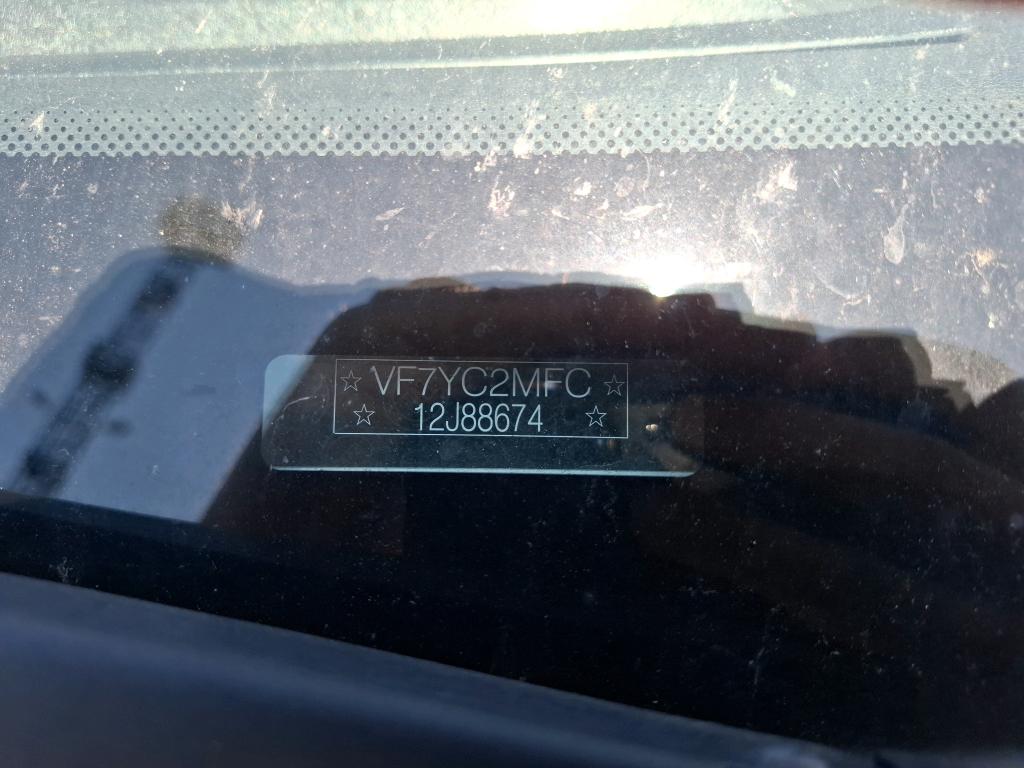 ☆ VF7YC2MFC ☆
☆ 12J88674 ☆